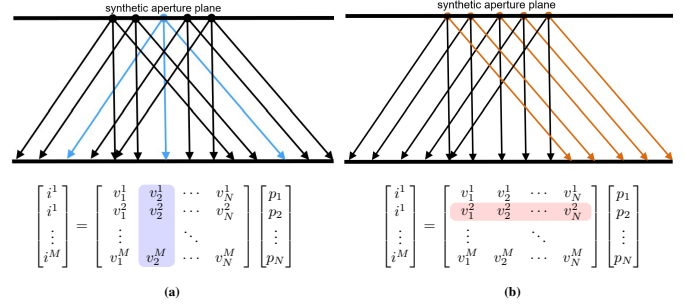 synthetic aperture plane
synthetic aperture plane
[i^1 i^1 ⋮ i^M] = [v_1^1 v_2^1 ⋯ v_N^1
v_1^2 v_2^2 ⋯ v_N^2
⋮ ⋱
v_1^M v_2^M ⋯ v_N^M] [p_1 p_2 ⋮ p_N]
[i^1 i^1 ⋮ i^M] = [v_1^1 v_2^1 ⋯ v_N^1
v_1^2 v_2^2 ⋯ v_N^2
⋮ ⋱
v_1^M v_2^M ⋯ v_N^M] [p_1 p_2 ⋮ p_N]
(a)
(b)